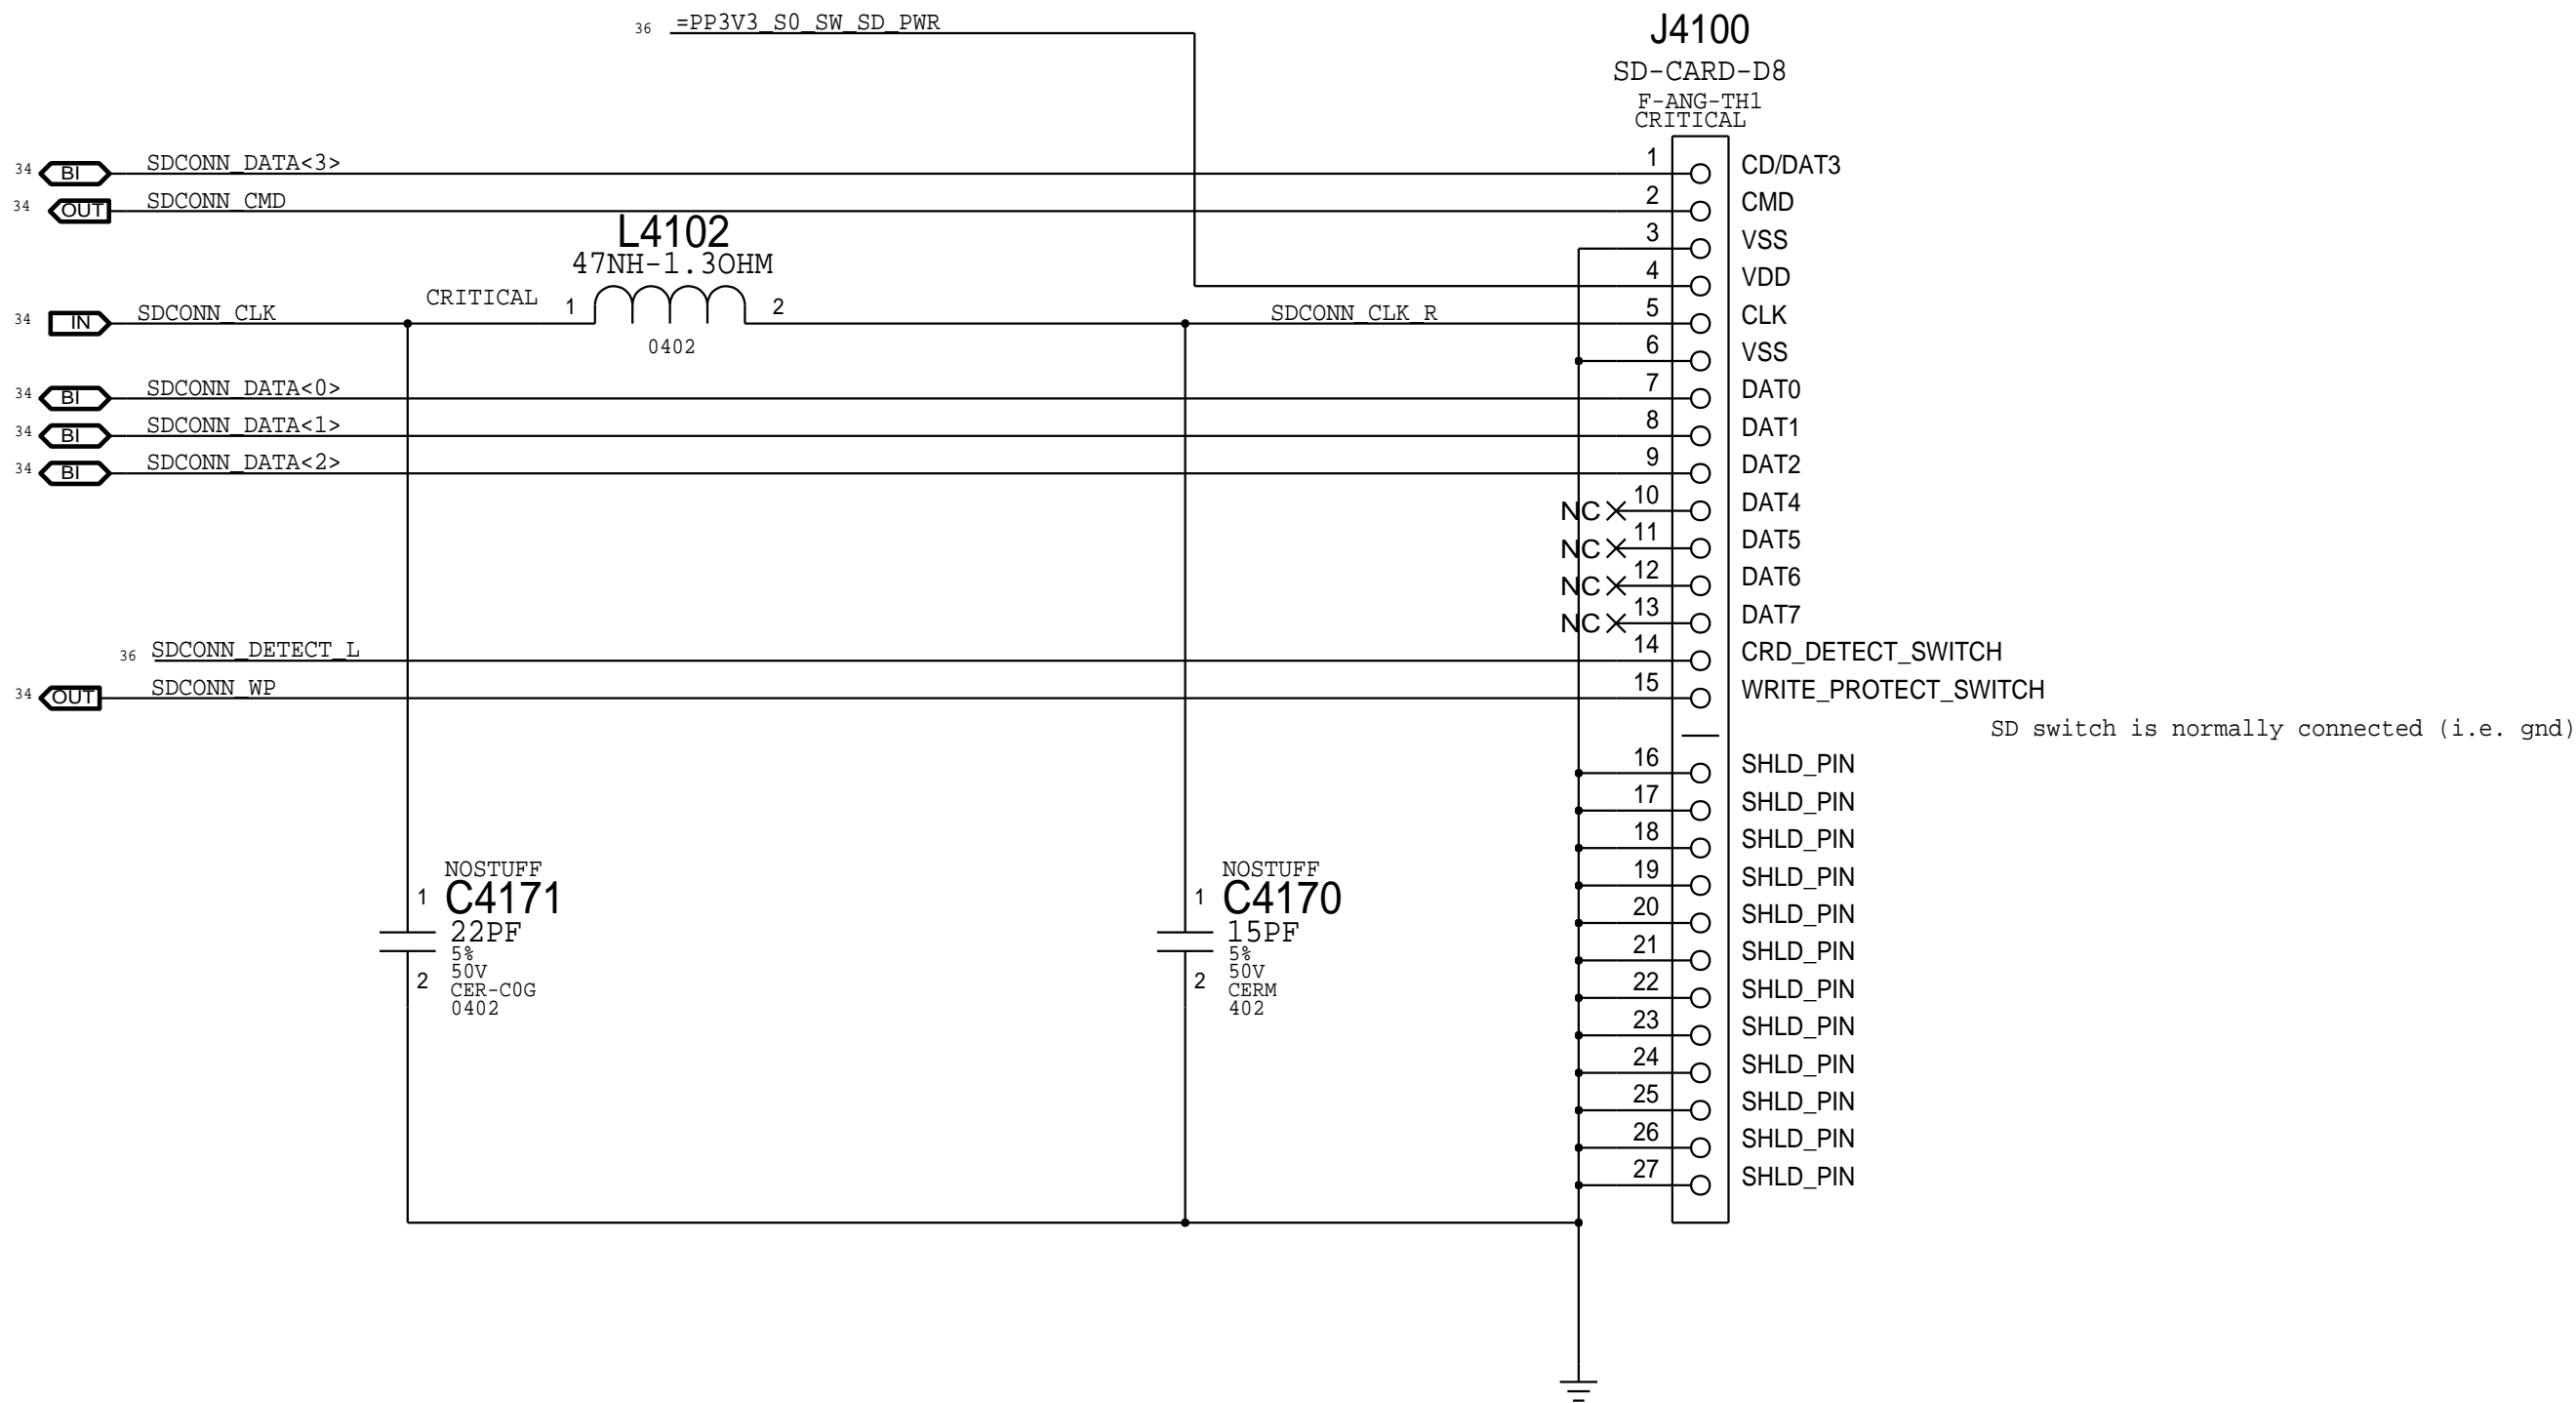 36 =PP3V3_S0_SW_SD_PWR
J4100
SD-CARD-D8
F-ANG-TH1
CRITICAL
34 BI SDCONN_DATA<3> 1 CD/DAT3
34 OUT SDCONN_CMD 2 CMD
L4102
47NH-1.3OHM
3 VSS
4 VDD
34 IN SDCONN_CLK CRITICAL 1 2 SDCONN_CLK_R 5 CLK
0402
6 VSS
34 BI SDCONN_DATA<0> 7 DAT0
34 BI SDCONN_DATA<1> 8 DAT1
34 BI SDCONN_DATA<2> 9 DAT2
NC 10 DAT4
NC 11 DAT5
NC 12 DAT6
NC 13 DAT7
36 SDCONN_DETECT_L 14 CRD_DETECT_SWITCH
34 OUT SDCONN_WP 15 WRITE_PROTECT_SWITCH
SD switch is normally connected (i.e. gnd)
16 SHLD_PIN
17 SHLD_PIN
18 SHLD_PIN
19 SHLD_PIN
20 SHLD_PIN
21 SHLD_PIN
22 SHLD_PIN
23 SHLD_PIN
24 SHLD_PIN
25 SHLD_PIN
26 SHLD_PIN
27 SHLD_PIN
NOSTUFF
1 C4171
22PF
5%
50V
2 CER-C0G
0402
NOSTUFF
1 C4170
15PF
5%
50V
2 CERM
402